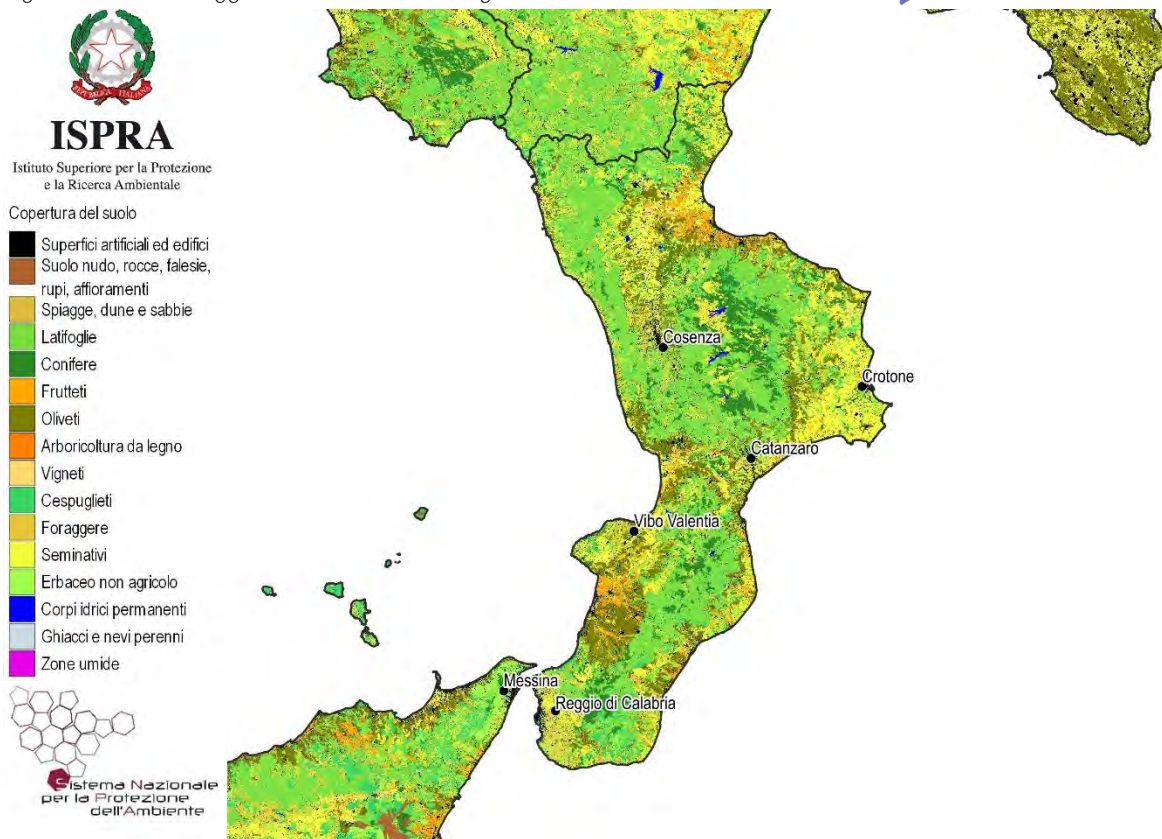 REPVBBLICA ITALIANA
ISPRA
Istituto Superiore per la Protezione
e la Ricerca Ambientale
Copertura del suolo
Superfici artificiali ed edifici
Suolo nudo, rocce, falesie,
rupi, affioramenti
Spiagge, dune e sabbie
Latifoglie
Conifere
Frutteti
Oliveti
Arboricoltura da legno
Vigneti
Cespuglieti
Foraggere
Seminativi
Erbaceo non agricolo
Corpi idrici permanenti
Ghiacci e nevi perenni
Zone umide
Sistema Nazionale
per la Protezione
dell'Ambiente
Cosenza
Crotone
Catanzaro
Vibo Valentia
Messina
Reggio di Calabria